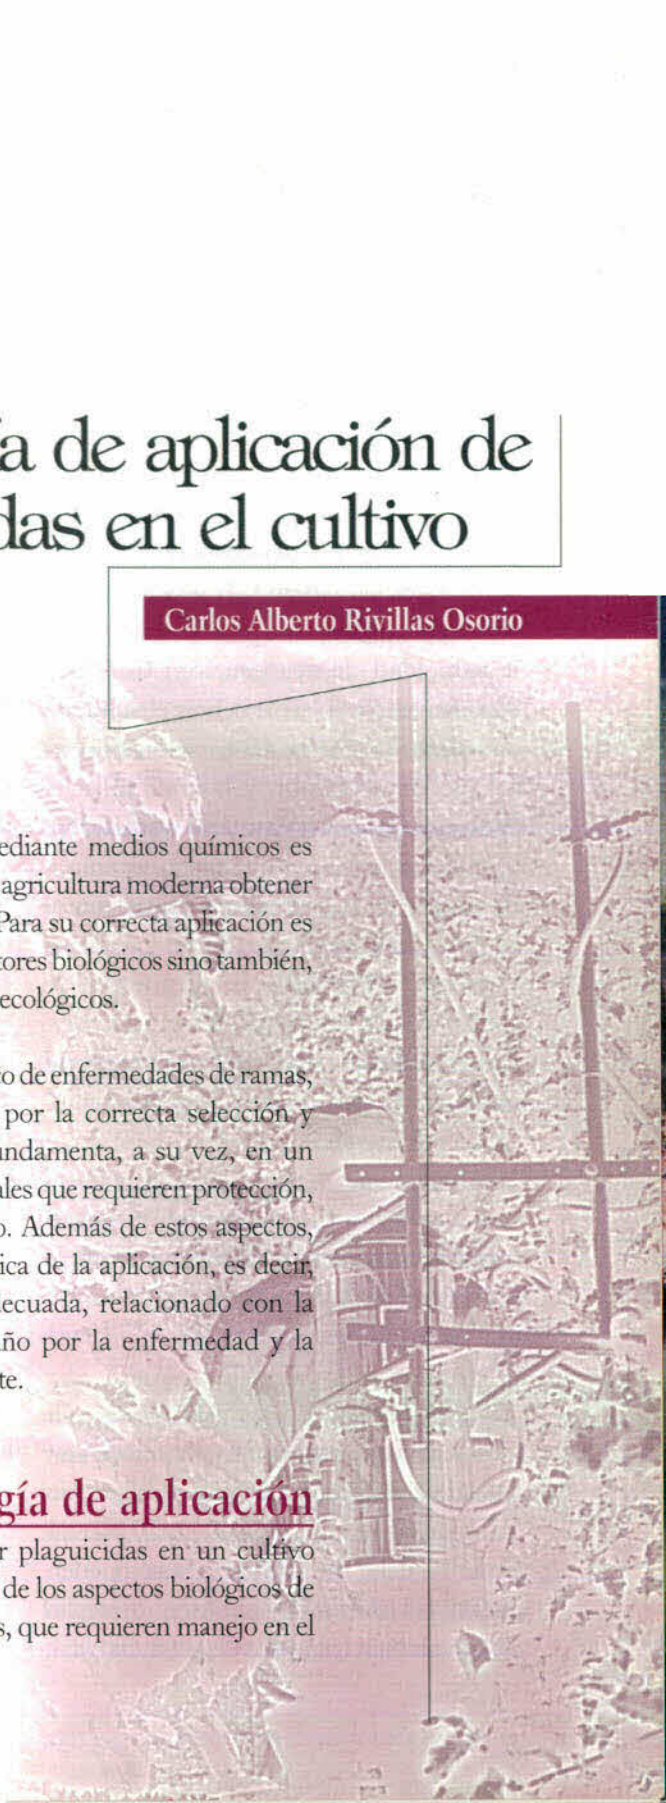 ía de aplicación de
das en el cultivo
Carlos Alberto Rivillas Osorio
ediante medios químicos es
agricultura moderna obtener
Para su correcta aplicación es
tores biológicos sino también,
ecológicos.
o de enfermedades de ramas,
por la correcta selección y
undamenta, a su vez, en un
ales que requieren protección,
o. Además de estos aspectos,
ica de la aplicación, es decir,
decuada, relacionado con la
ño por la enfermedad y la
te.
gía de aplicación
r plaguicidas en un cultivo
de los aspectos biológicos de
s, que requieren manejo en el